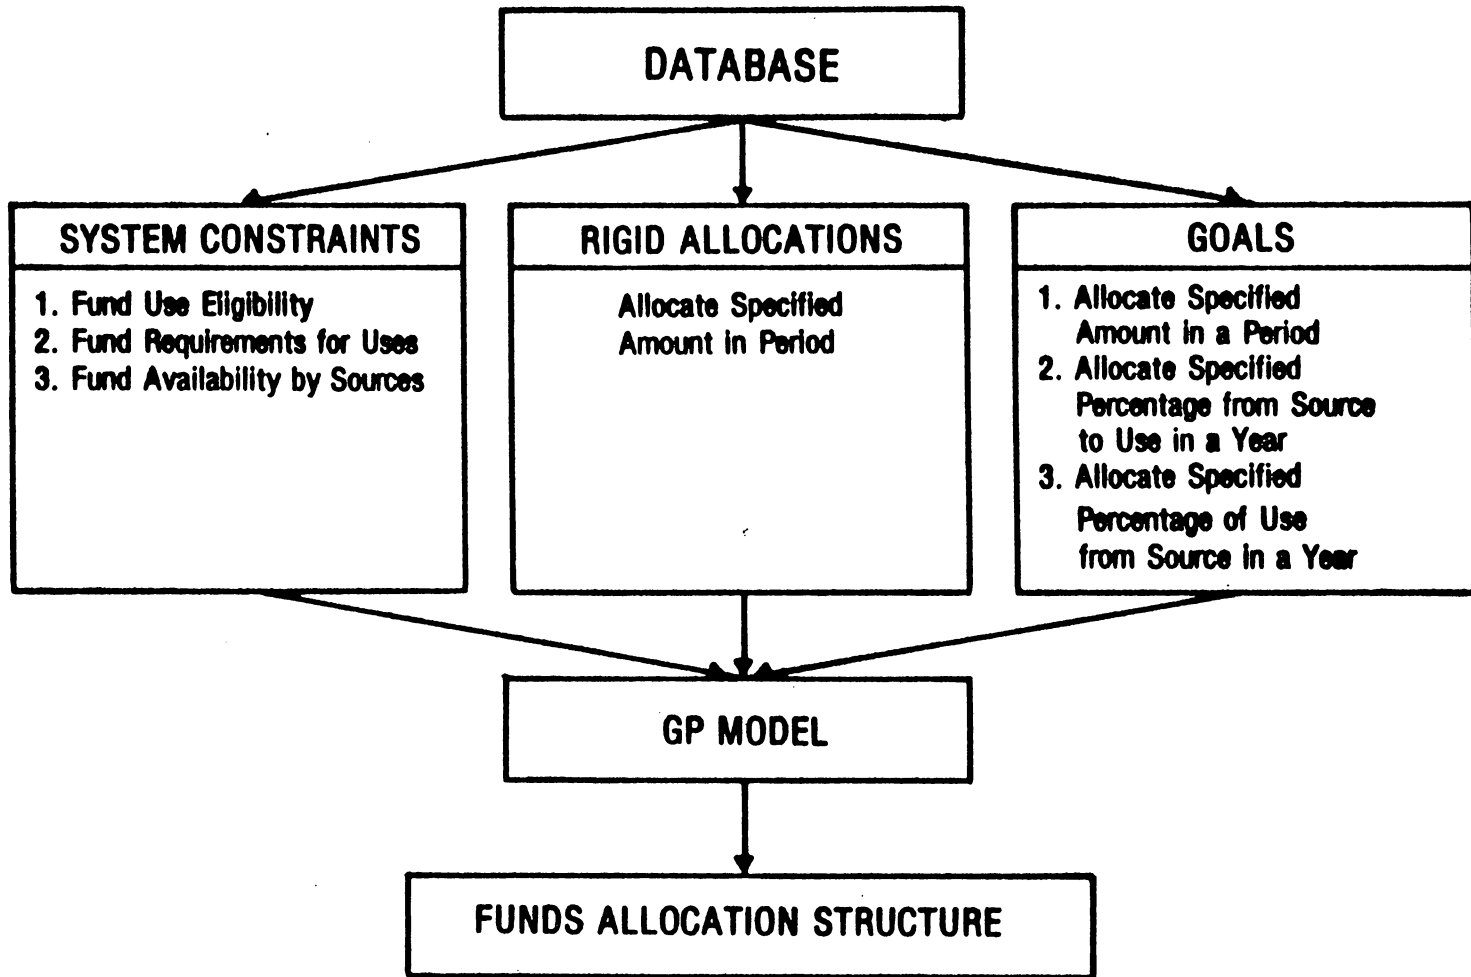 DATABASE
SYSTEM CONSTRAINTS
1. Fund Use Eligibility
2. Fund Requirements for Uses
3. Fund Availability by Sources
RIGID ALLOCATIONS
Allocate Specified
Amount in Period
GOALS
1. Allocate Specified
Amount in a Period
2. Allocate Specified
Percentage from Source
to Use in a Year
3. Allocate Specified
Percentage of Use
from Source in a Year
GP MODEL
FUNDS ALLOCATION STRUCTURE